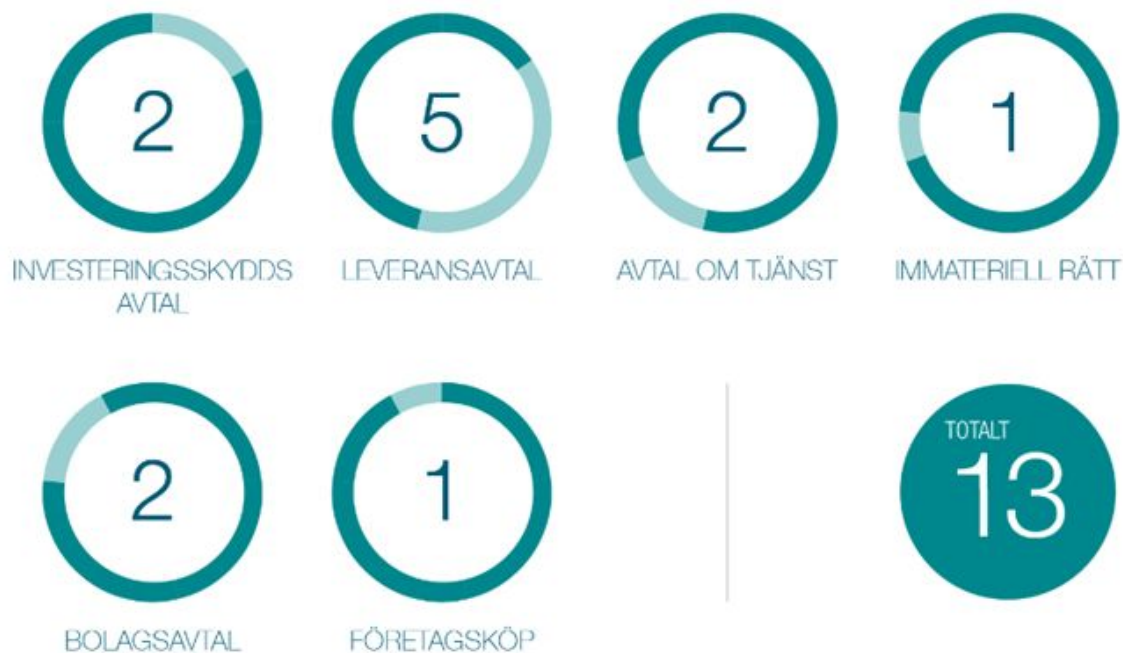 2
INVESTERINGSSKYDDS
AVTAL
5
LEVERANSAVTAL
2
AVTAL OM TJÄNST
1
IMMATERIELL RÄTT
2
BOLAGSAVTAL
1
FÖRETAGSKÖP
TOTALT
13